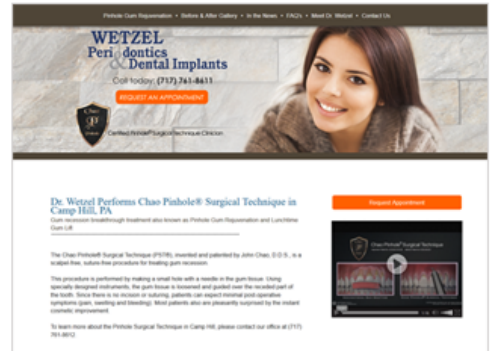 Pinhole Gum Rejuvenation • Before & After Gallery • In the News • FAQ's • Meet Dr. Wetzel • Contact Us
WETZEL
Peri dontics
& Dental Implants
Call today: (717) 761-8611
REQUEST AN APPOINTMENT
Chao
Certified Pinhole® Surgical Technique Clinician
Dr. Wetzel Performs Chao Pinhole® Surgical Technique in
Camp Hill, PA
Gum recession breakthrough treatment also known as Pinhole Gum Rejuvenation and Lunchtime
Gum Lift
Request Appointment
Chao Pinhole® Surgical Technique
The Chao Pinhole® Surgical Technique (PST®), invented and patented by John Chao, D.D.S., is a
scalpel free, suture-free procedure for treating gum recession.
This procedure is performed by making a small hole with a needle in the gum tissue. Using
specially designed instruments, the gum tissue is loosened and guided over the receded part of
the tooth. Since there is no incision or suturing, patients can expect minimal post-operative
symptoms (pain, swelling and bleeding). Most patients also are pleasantly surprised by the instant
cosmetic improvement.
To learn more about the Pinhole Surgical Technique in Camp Hill, please contact our office at (717)
761-8612.